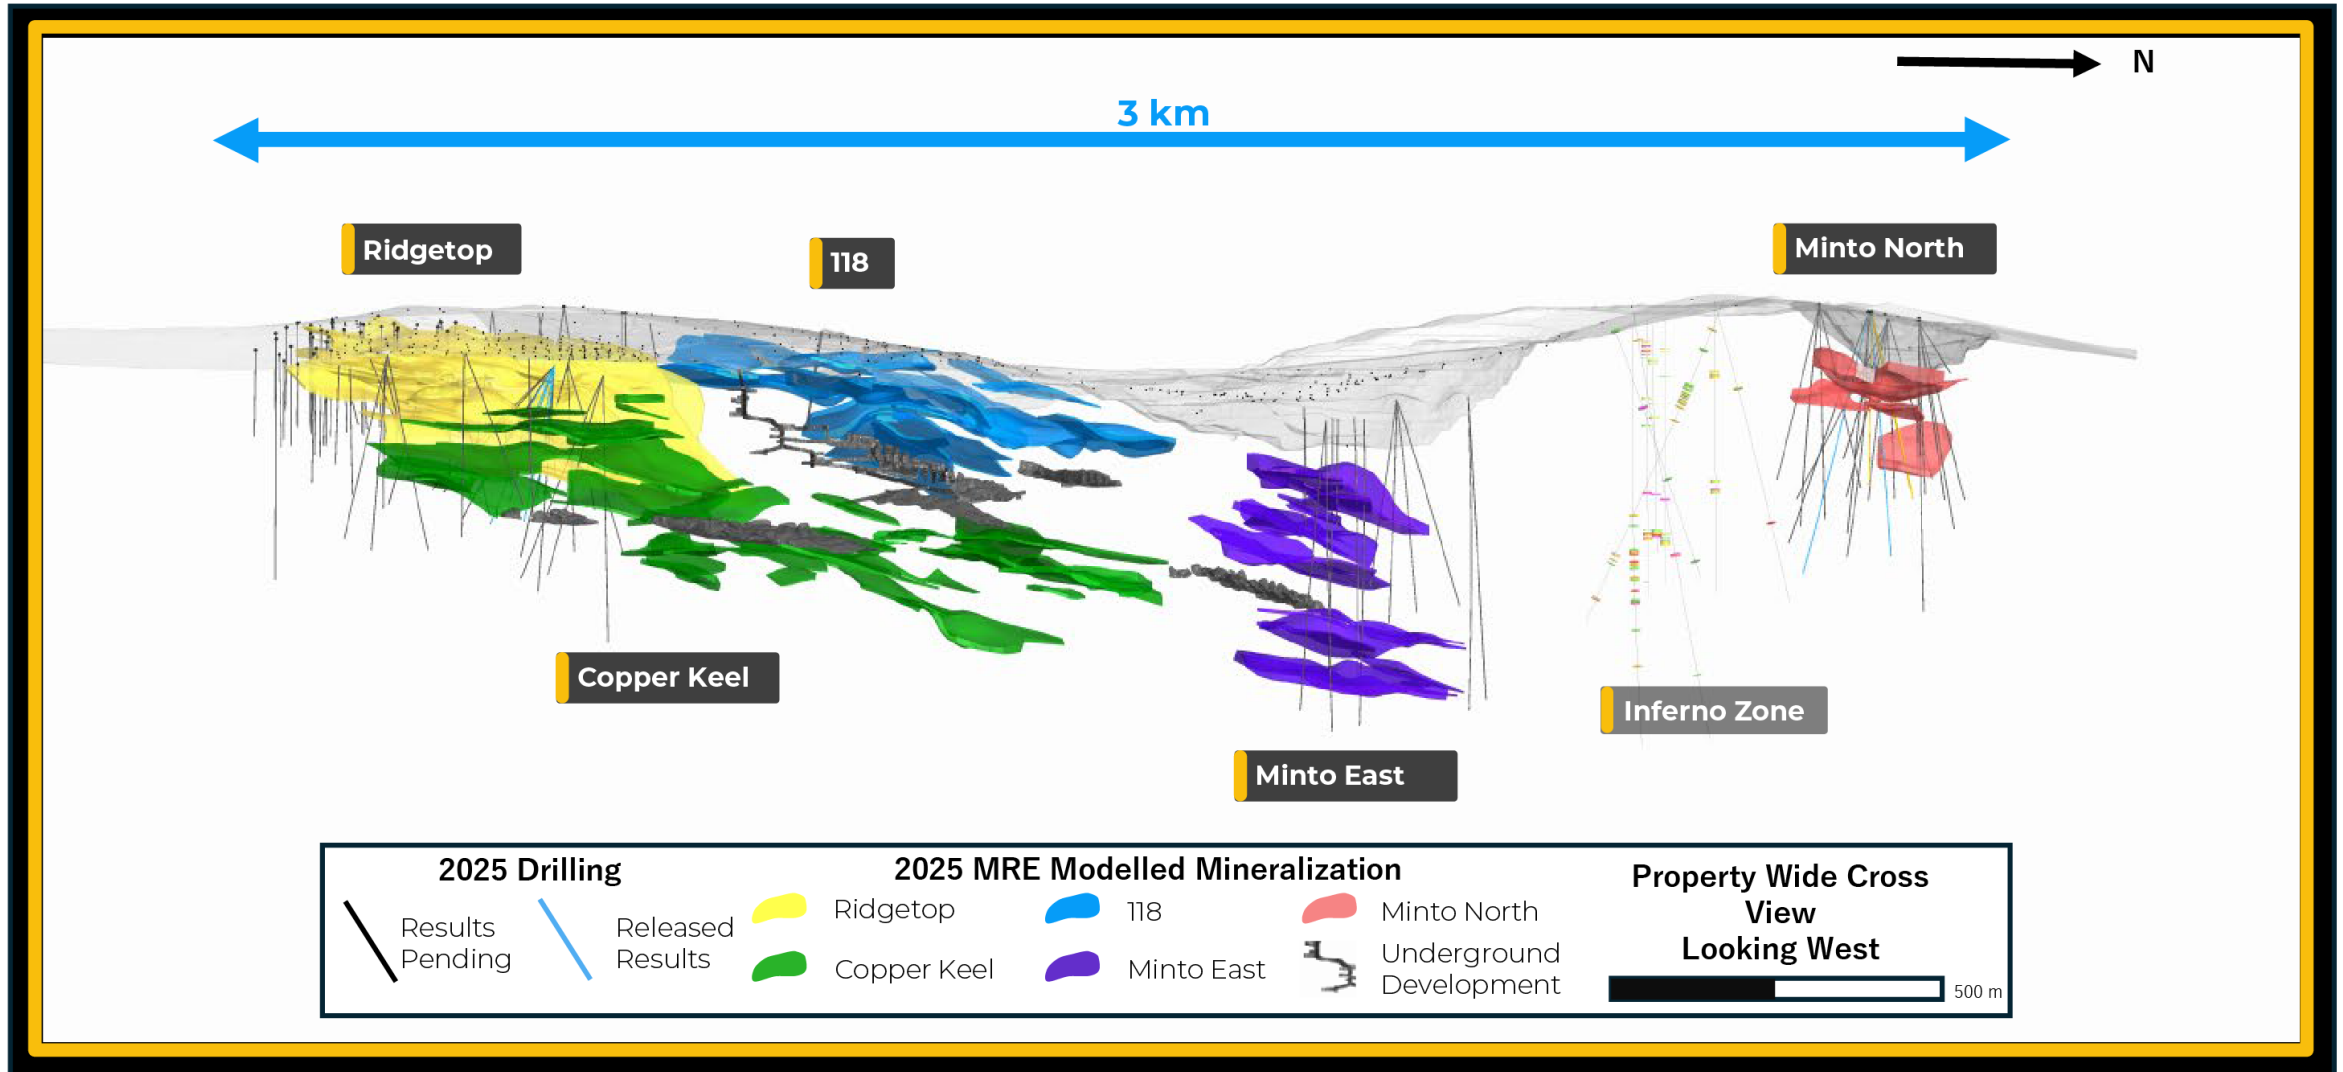 N
3 km
Ridgetop
118
Minto North
Copper Keel
Inferno Zone
Minto East
2025 Drilling
Results
Pending
Released
Results
2025 MRE Modelled Mineralization
Ridgetop
118
Minto North
Copper Keel
Minto East
Underground
Development
Property Wide Cross
View
Looking West
500 m